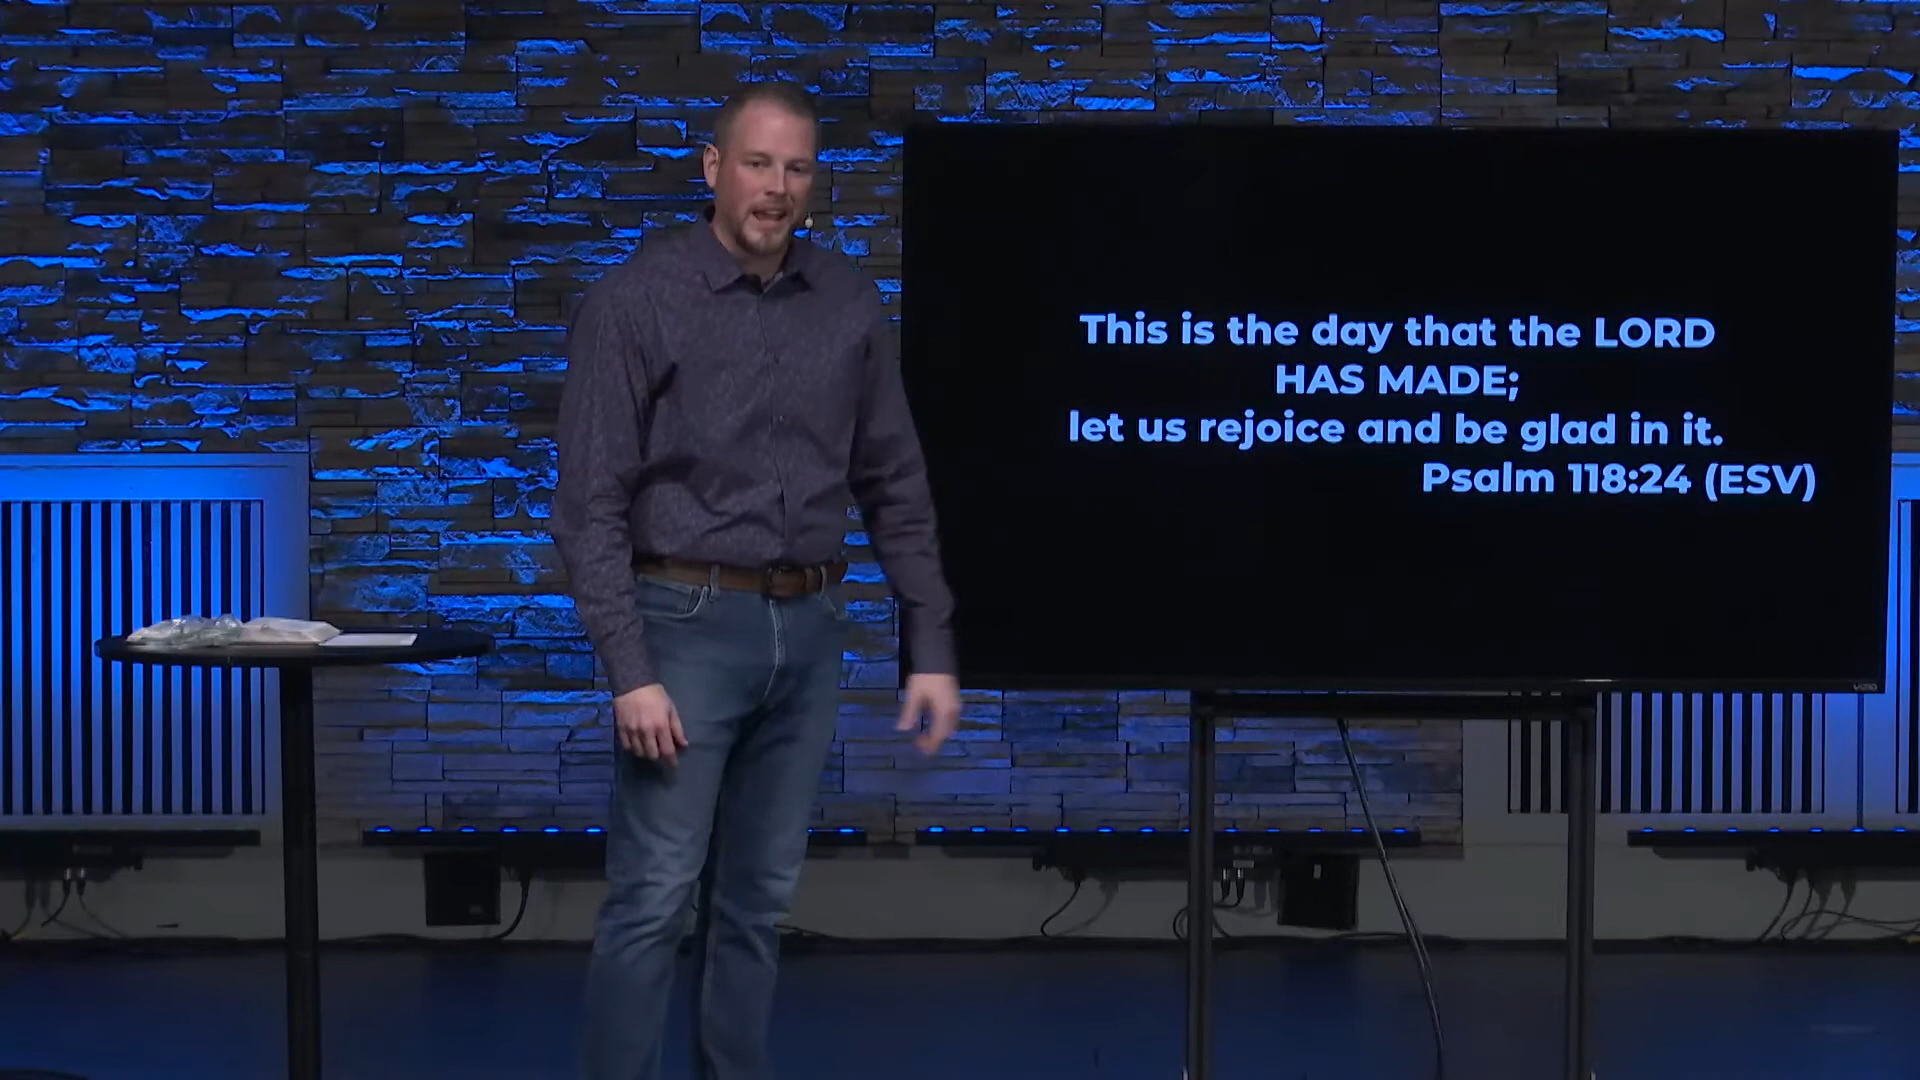 This is the day that the LORD
HAS MADE;
let us rejoice and be glad in it.
Psalm 118:24 (ESV)
VIZIO